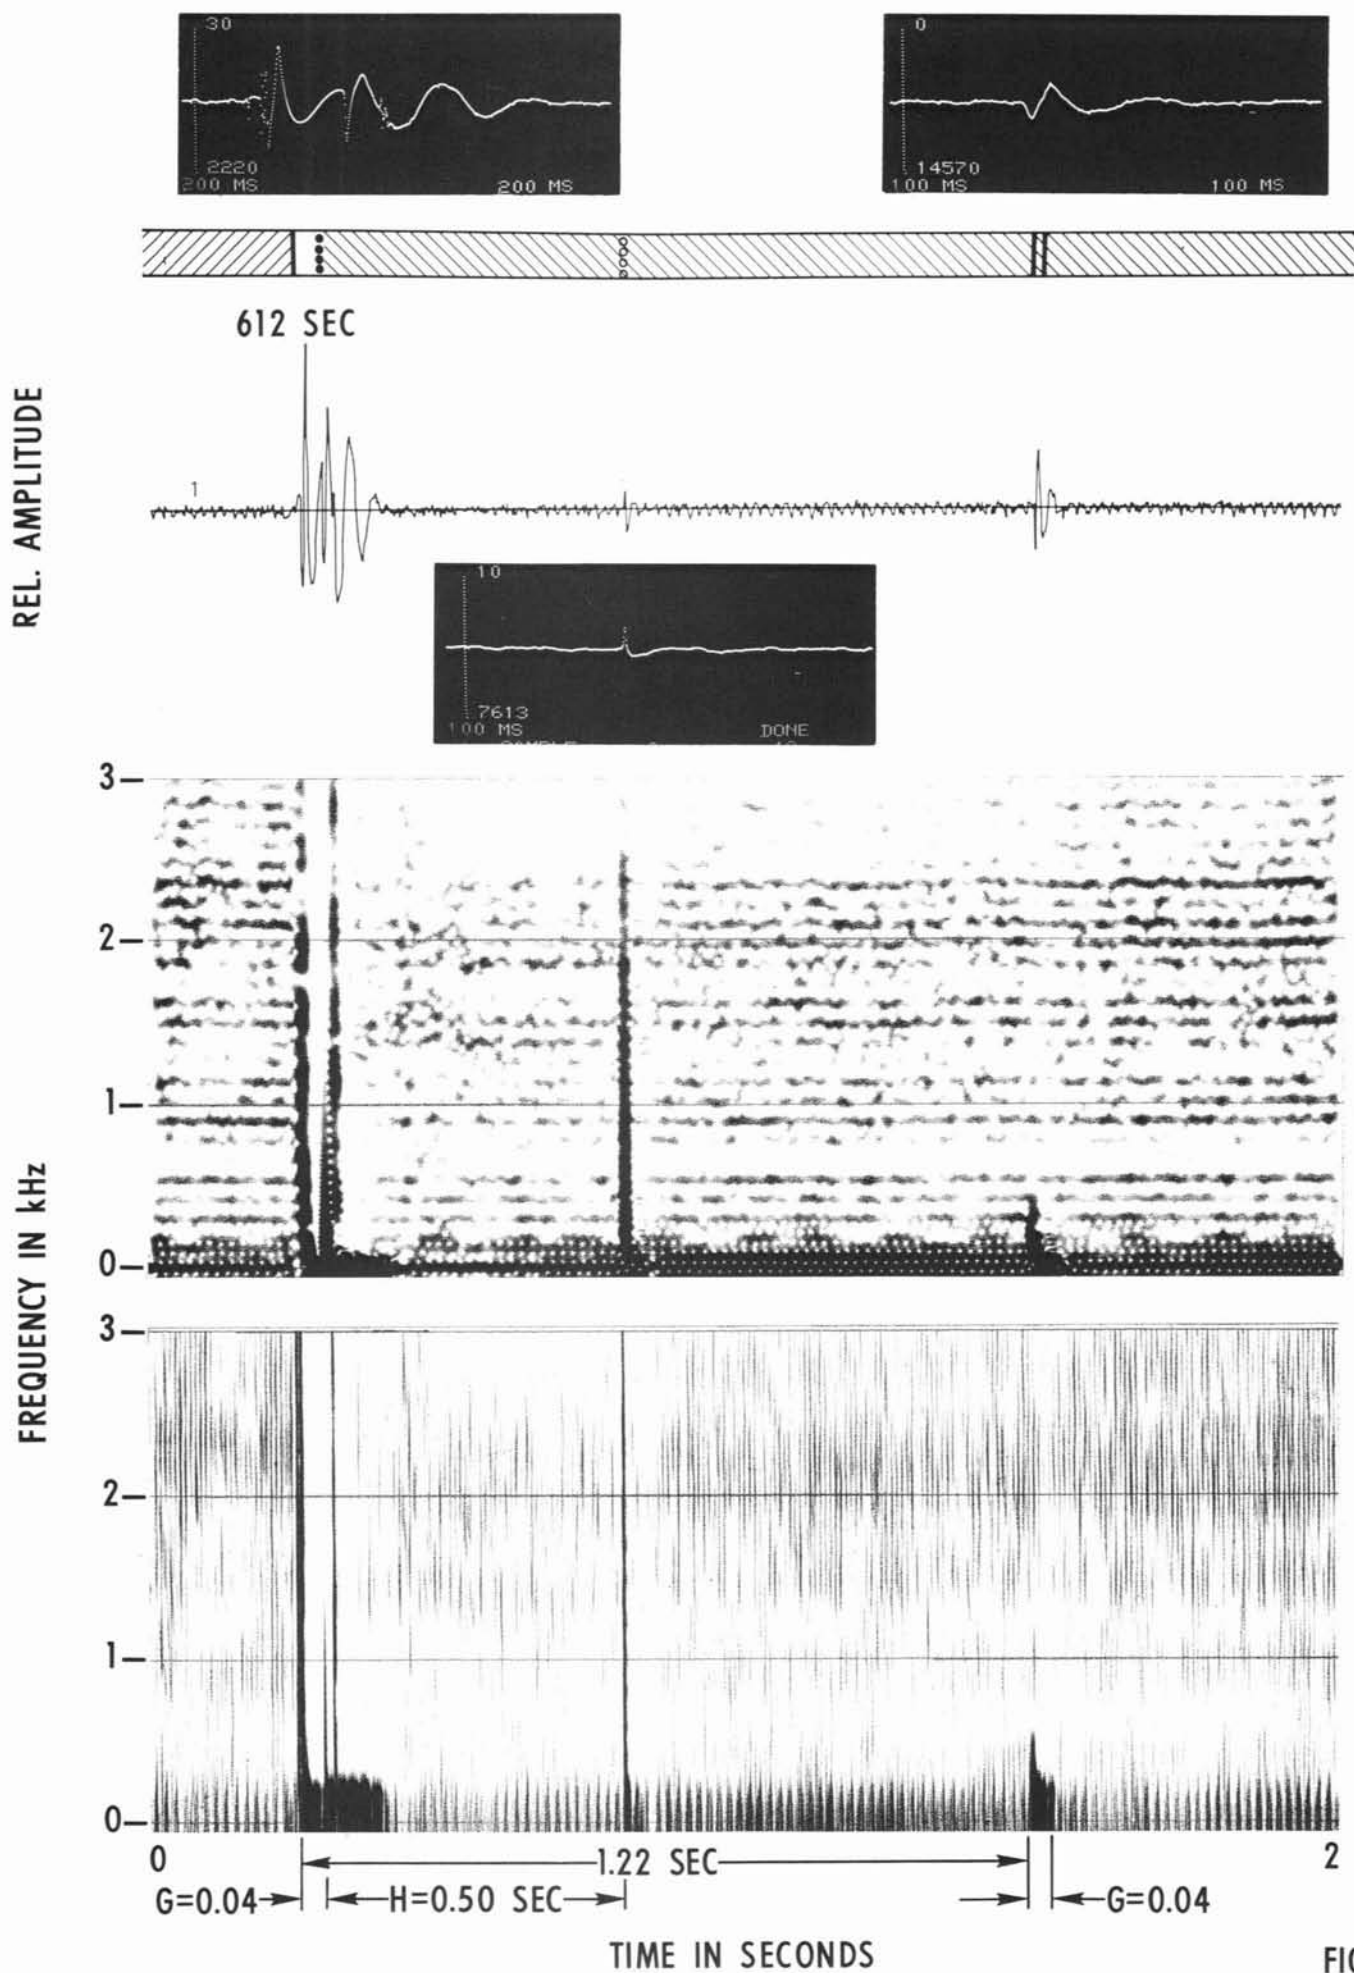 30
2220
200 MS 200 MS
0
14570
100 MS 100 MS
612 SEC
REL. AMPLITUDE
1
10
7613
100 MS DONE
FREQUENCY IN kHz
3
2
1
0
3
2
1
0
0 1.22 SEC 2
G=0.04 H=0.50 SEC G=0.04
TIME IN SECONDS